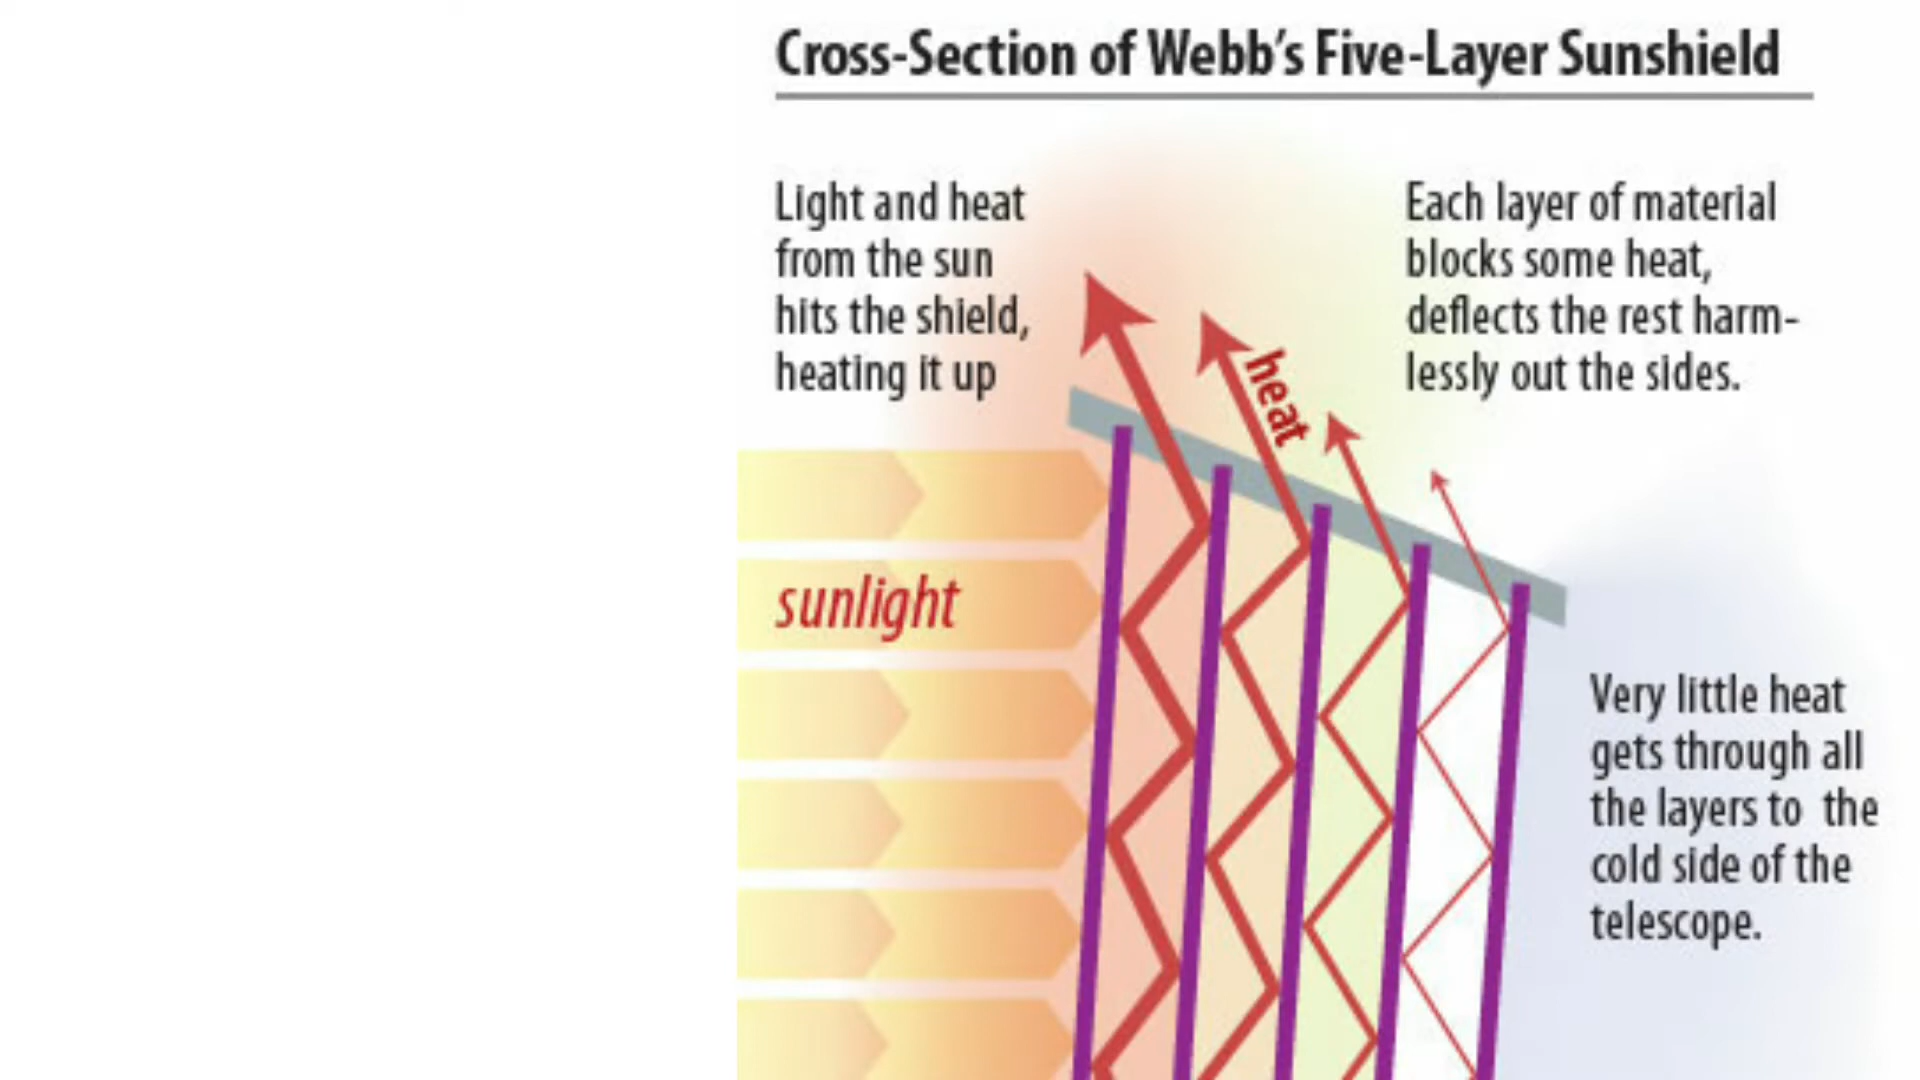 Cross-Section of Webb's Five-Layer Sunshield
Light and heat
from the sun
hits the shield,
heating it up
Each layer of material
blocks some heat,
deflects the rest harm-
lessly out the sides.
heat
sunlight
Very little heat
gets through all
the layers to  the
cold side of the
telescope.